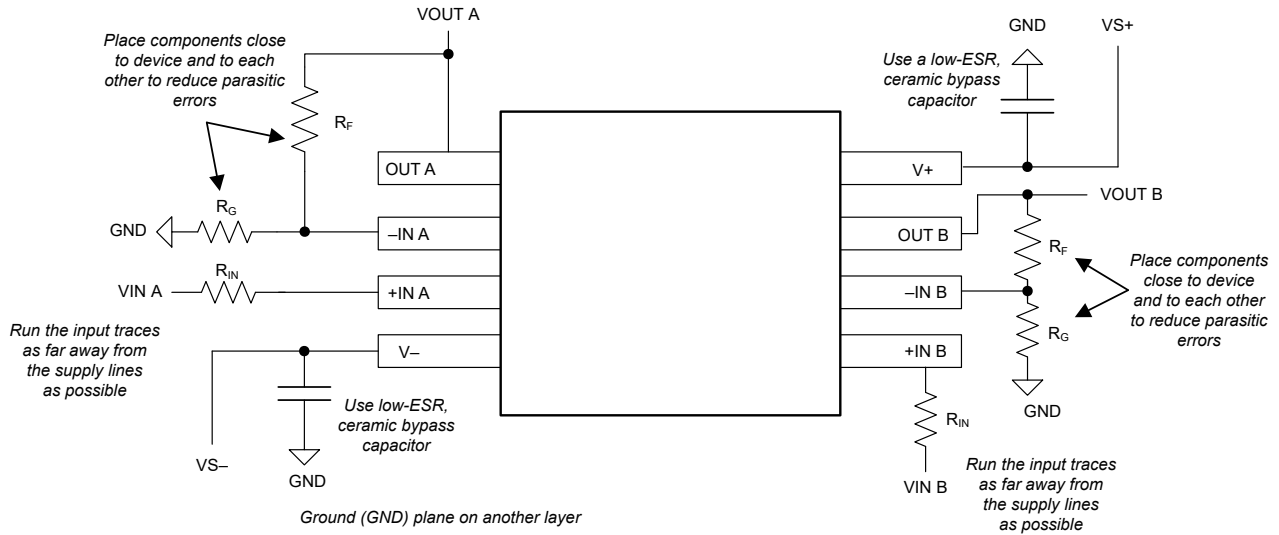 VOUT A
Place components close
to device and to each
other to reduce parasitic
errors
RF
OUT A
RG
GND
–IN A
RIN
VIN A
+IN A
Run the input traces
as far away from
the supply lines
as possible
V–
Use low-ESR,
ceramic bypass
capacitor
VS–
GND
Ground (GND) plane on another layer
GND
VS+
Use a low-ESR,
ceramic bypass
capacitor
V+
VOUT B
OUT B
RF
Place components
close to device
and to each other
to reduce parasitic
errors
–IN B
RG
+IN B
GND
RIN
VIN B
Run the input traces
as far away from
the supply lines
as possible